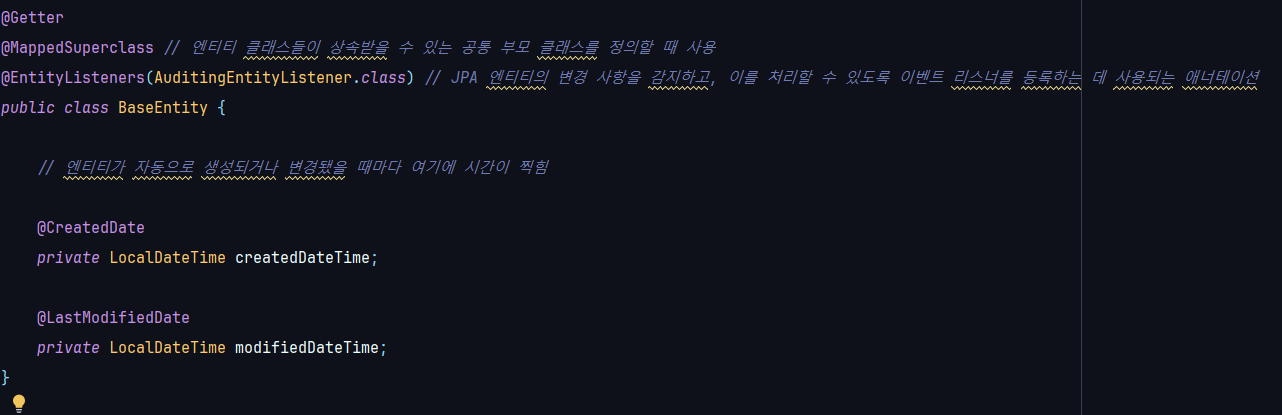 @Getter
@MappedSuperclass // 엔티티 클래스들이 상속받을 수 있는 공통 부모 클래스를 정의할 때 사용
@EntityListeners(AuditingEntityListener.class) // JPA 엔티티의 변경 사항을 감지하고, 이를 처리할 수 있도록 이벤트 리스너를 등록하는 데 사용되는 애너테이션
public class BaseEntity {
// 엔티티가 자동으로 생성되거나 변경됐을 때마다 여기에 시간이 찍힘
@CreatedDate
private LocalDateTime createdDateTime;
@LastModifiedDate
private LocalDateTime modifiedDateTime;
}